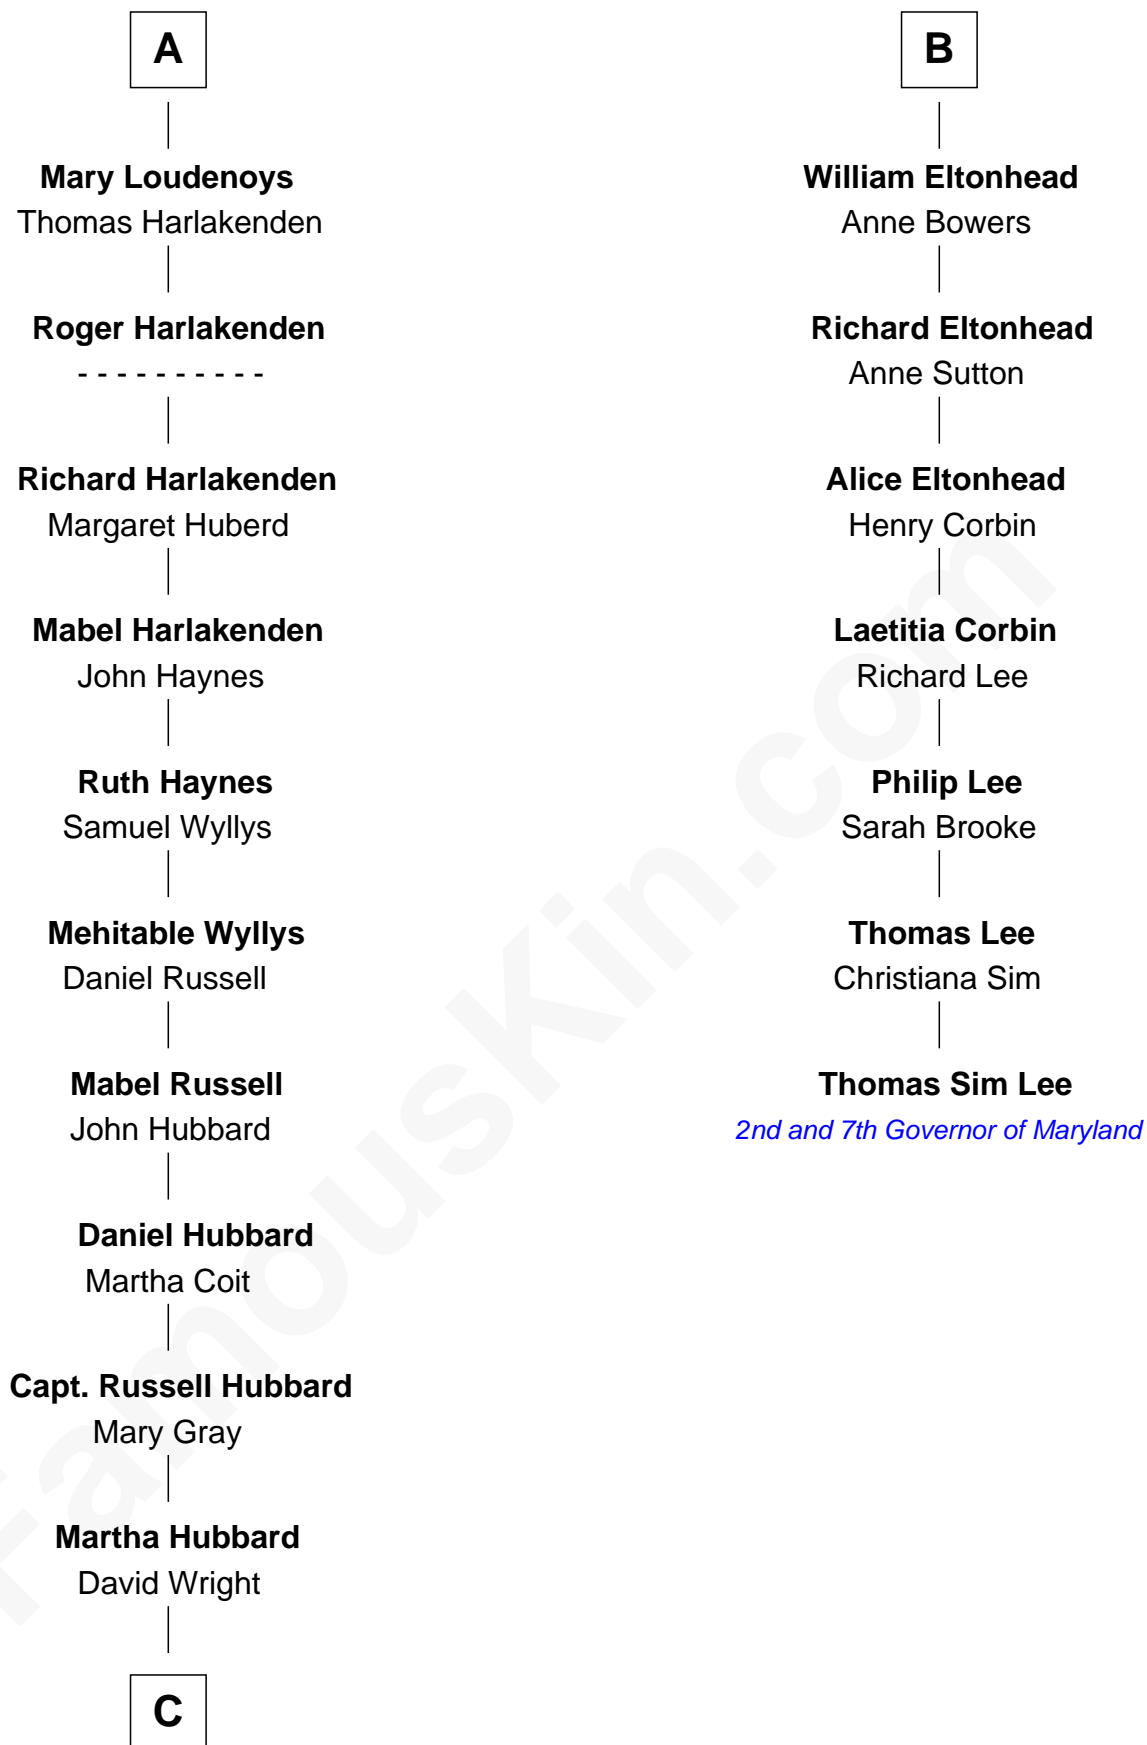 A
Mary Loudenoys
Thomas Harlakenden
Roger Harlakenden
- - - - - - - - - -
Richard Harlakenden
Margaret Huberd
Mabel Harlakenden
John Haynes
Ruth Haynes
Samuel Wyllys
Mehitable Wyllys
Daniel Russell
Mabel Russell
John Hubbard
Daniel Hubbard
Martha Coit
Capt. Russell Hubbard
Mary Gray
Martha Hubbard
David Wright
C
B
William Eltonhead
Anne Bowers
Richard Eltonhead
Anne Sutton
Alice Eltonhead
Henry Corbin
Laetitia Corbin
Richard Lee
Philip Lee
Sarah Brooke
Thomas Lee
Christiana Sim
Thomas Sim Lee
2nd and 7th Governor of Maryland
FamousKin.com